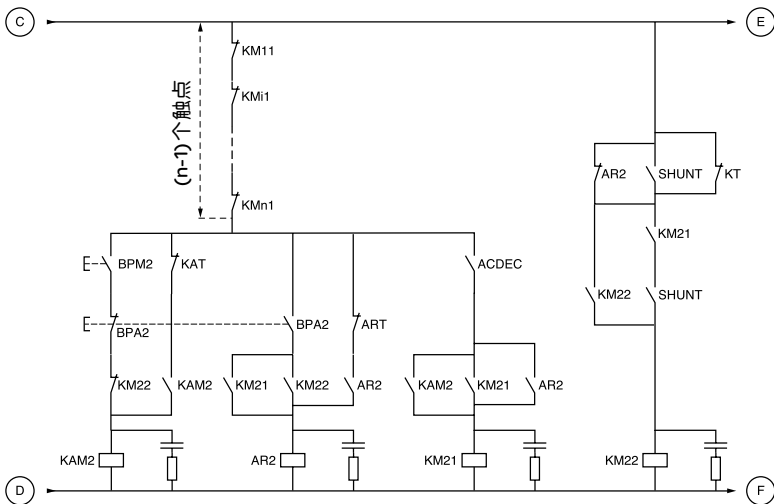 C
E
KM11
KMi1
(n-1) 个触点
AR2
SHUNT
KT
KMn1
KM21
BPM2
KAT
ACDEC
KM22
SHUNT
BPA2
BPA2
ART
KM22
KAM2
KM21
KM22
AR2
KAM2
KM21
AR2
KAM2
AR2
KM21
KM22
D
F